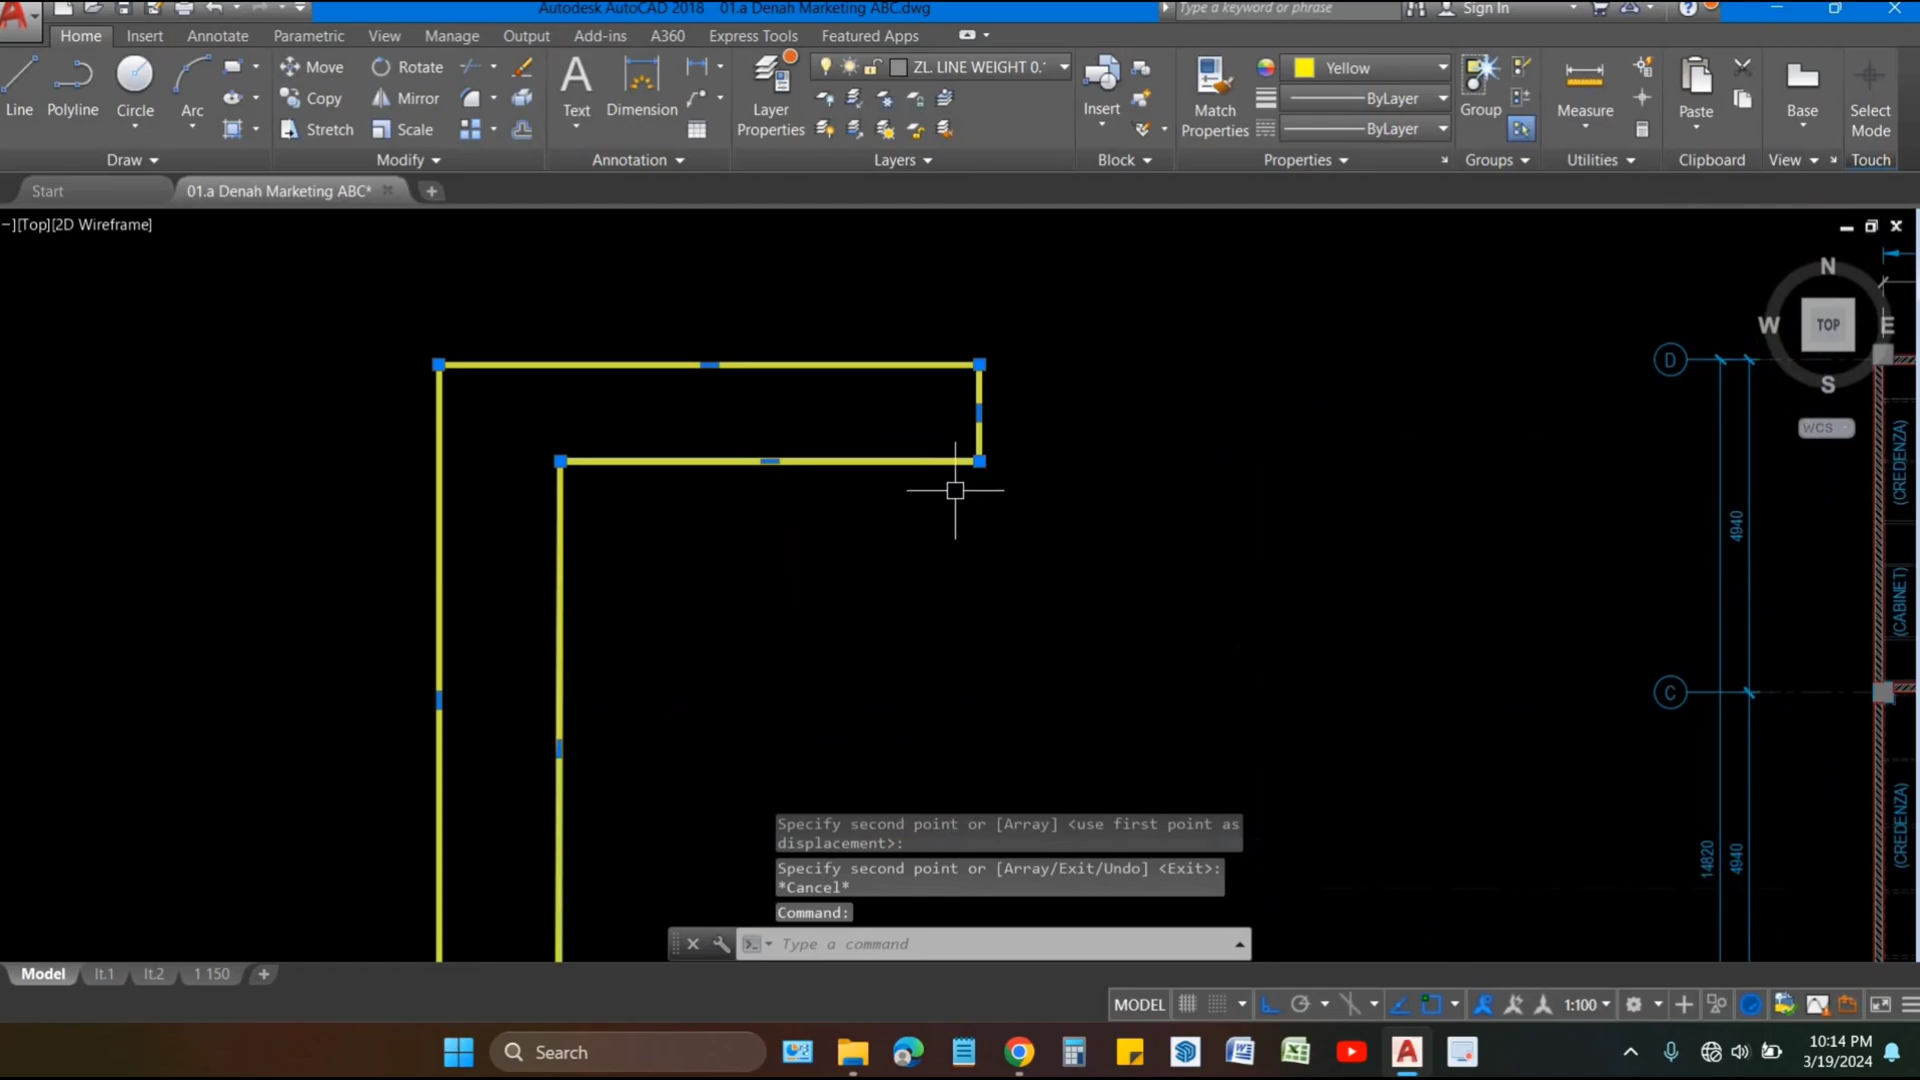 Autodesk AutoCAD 2018 01.a Denah Marketing ABC.dwg
Type a keyword or phrase
Sign In
Home Insert Annotate Parametric View Manage Output Add-ins A360 Express Tools Featured Apps
Line Polyline Circle Arc
Move Rotate
Copy Mirror
Stretch Scale
Text Dimension
Layer Properties
ZL. LINE WEIGHT 0.
Insert
Match Properties
Yellow
ByLayer
ByLayer
Group
Measure
Paste
Base
Select Mode
Draw Modify Annotation Layers Block Properties Groups Utilities Clipboard View Touch
Start
01.a Denah Marketing ABC*
−][Top][2D Wireframe]
N
W TOP E
S
WCS
D
C
4940
14820
4940
(CREDENZA)
(CABINET)
(CREDENZA)
Specify second point or [Array] <use first point as
displacement>:
Specify second point or [Array/Exit/Undo] <Exit>:
*Cancel*
Command:
Type a command
Model lt.1 lt.2 1 150
MODEL 1:100
Search
10:14 PM
3/19/2024